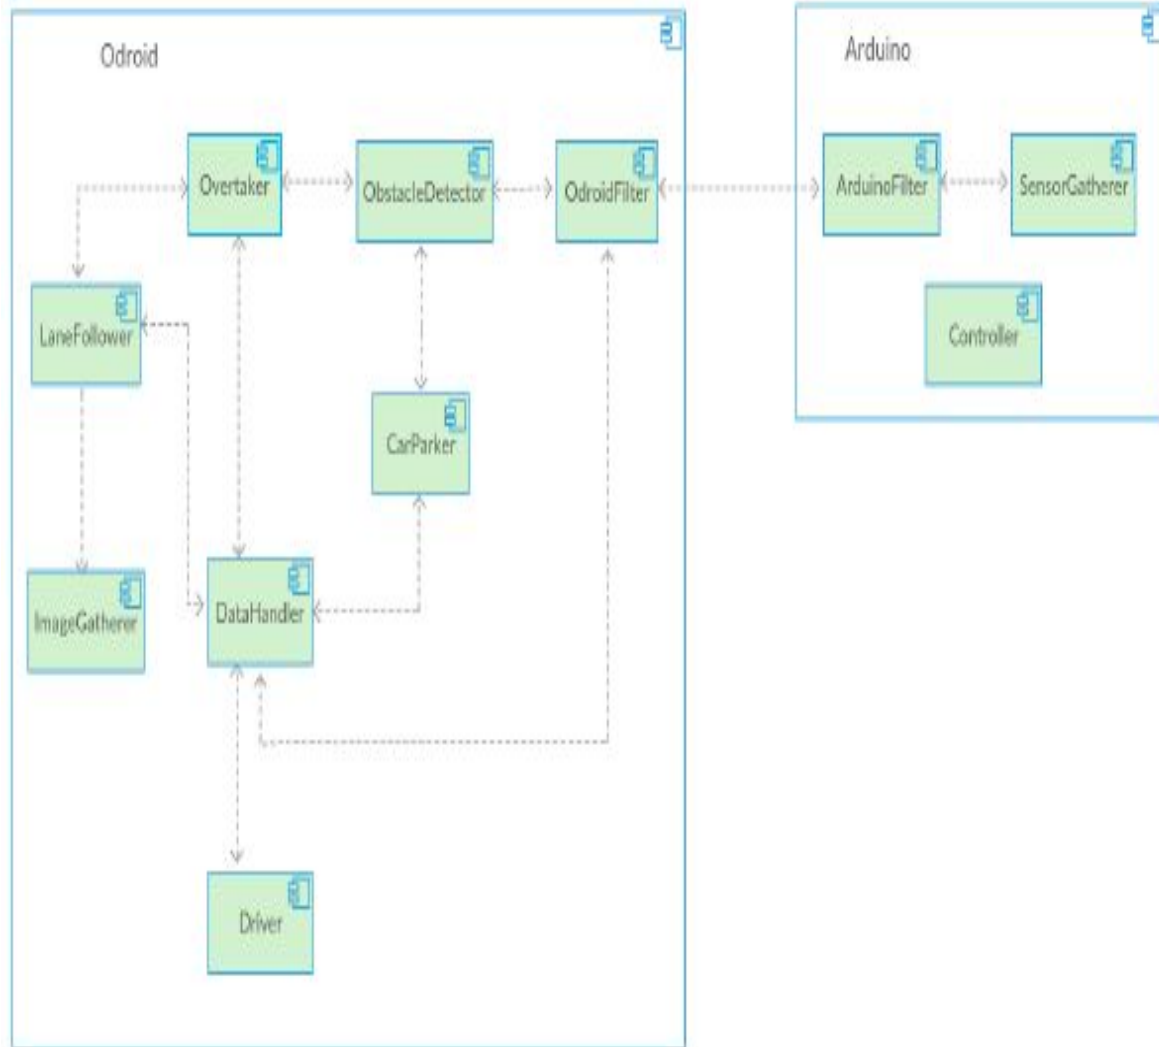 Odroid
Arduino
Overtaker
ObstacleDetector
OdroidFilter
ArduinoFilter
SensorGatherer
LaneFollower
Controller
CarParker
ImageGatherer
DataHandler
Driver